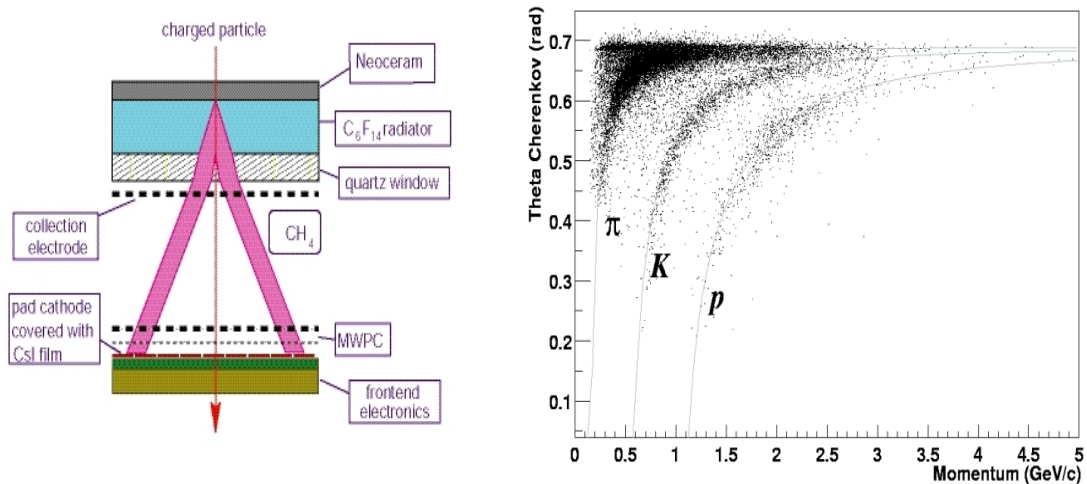 charged particle
Neoceram
C6F14 radiator
quartz window
collection
electrode
CH4
pad cathode
covered with
CsI film
MWPC
frontend
electronics
Theta Cherenkov (rad)
0.7
0.6
0.5
0.4
0.3
0.2
0.1
π
K
p
0 0.5 1 1.5 2 2.5 3 3.5 4 4.5 5
Momentum (GeV/c)